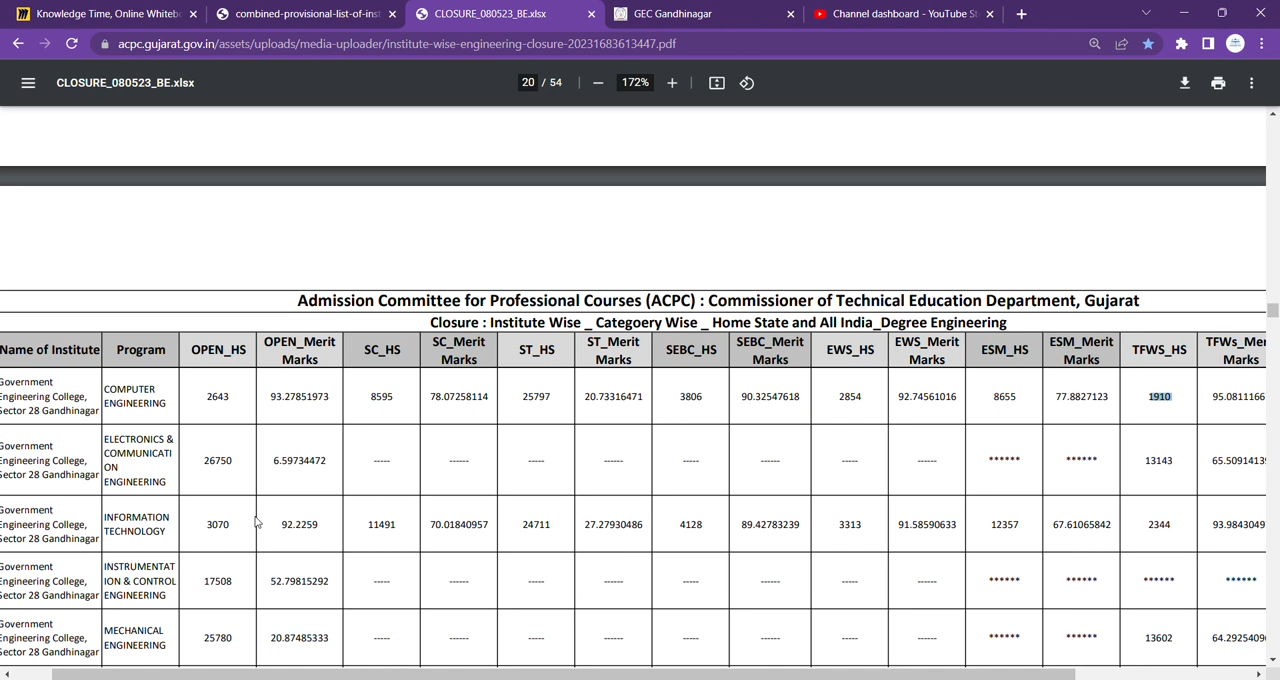 Knowledge Time, Online Whiteb
combined-provisional-list-of-inst
CLOSURE_080523_BE.xlsx
GEC Gandhinagar
Channel dashboard - YouTube St
acpc.gujarat.gov.in/assets/uploads/media-uploader/institute-wise-engineering-closure-20231683613447.pdf
CLOSURE_080523_BE.xlsx
20 / 54
172%
Admission Committee for Professional Courses (ACPC) : Commissioner of Technical Education Department, Gujarat
Closure : Institute Wise _ Categoery Wise _ Home State and All India_Degree Engineering
Name of Institute Program OPEN_HS OPEN_Merit Marks SC_HS SC_Merit Marks ST_HS ST_Merit Marks SEBC_HS SEBC_Merit Marks EWS_HS EWS_Merit Marks ESM_HS ESM_Merit Marks TFWS_HS TFWs_Mer Marks
Government Engineering College, Sector 28 Gandhinagar COMPUTER ENGINEERING 2643 93.27851973 8595 78.07258114 25797 20.73316471 3806 90.32547618 2854 92.74561016 8655 77.8827123 1910 95.0811166
Government Engineering College, Sector 28 Gandhinagar ELECTRONICS & COMMUNICATI ON ENGINEERING 26750 6.59734472 ----- ------ ----- ------ ----- ------ ----- ------ ****** ****** 13143 65.5091413
Government Engineering College, Sector 28 Gandhinagar INFORMATION TECHNOLOGY 3070 92.2259 11491 70.01840957 24711 27.27930486 4128 89.42783239 3313 91.58590633 12357 67.61065842 2344 93.9843049
Government Engineering College, Sector 28 Gandhinagar INSTRUMENTAT ION & CONTROL ENGINEERING 17508 52.79815292 ----- ------ ----- ------ ----- ------ ----- ------ ****** ****** ****** ******
Government Engineering College, Sector 28 Gandhinagar MECHANICAL ENGINEERING 25780 20.87485333 ----- ------ ----- ------ ----- ------ ----- ------ ****** ****** 13602 64.2925409